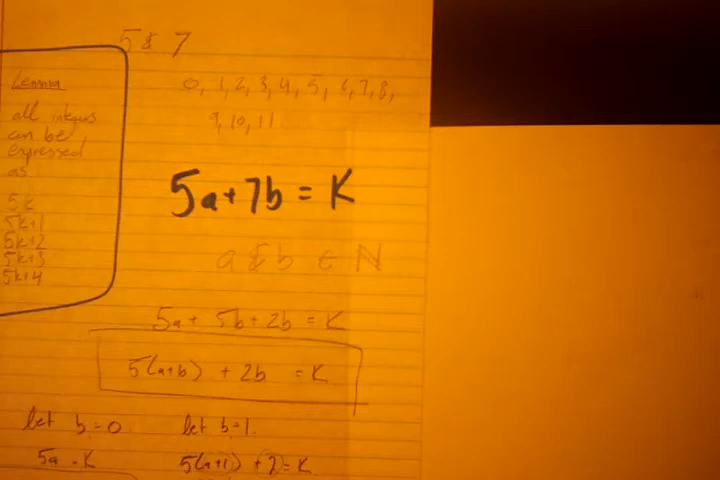 5 & 7
0, 1, 2, 3, 4, 5, 6, 7, 8,
9, 10, 11
Lemma
all integers
can be
expressed
as
5k
5k+1
5k+2
5k+3
5k+4
5a+7b = K
a & b ∈ ℕ
5a + 5b + 2b = K
5(a+b) + 2b = K
let b = 0
5a = K
let b = 1
5(a+1) + 2 = K